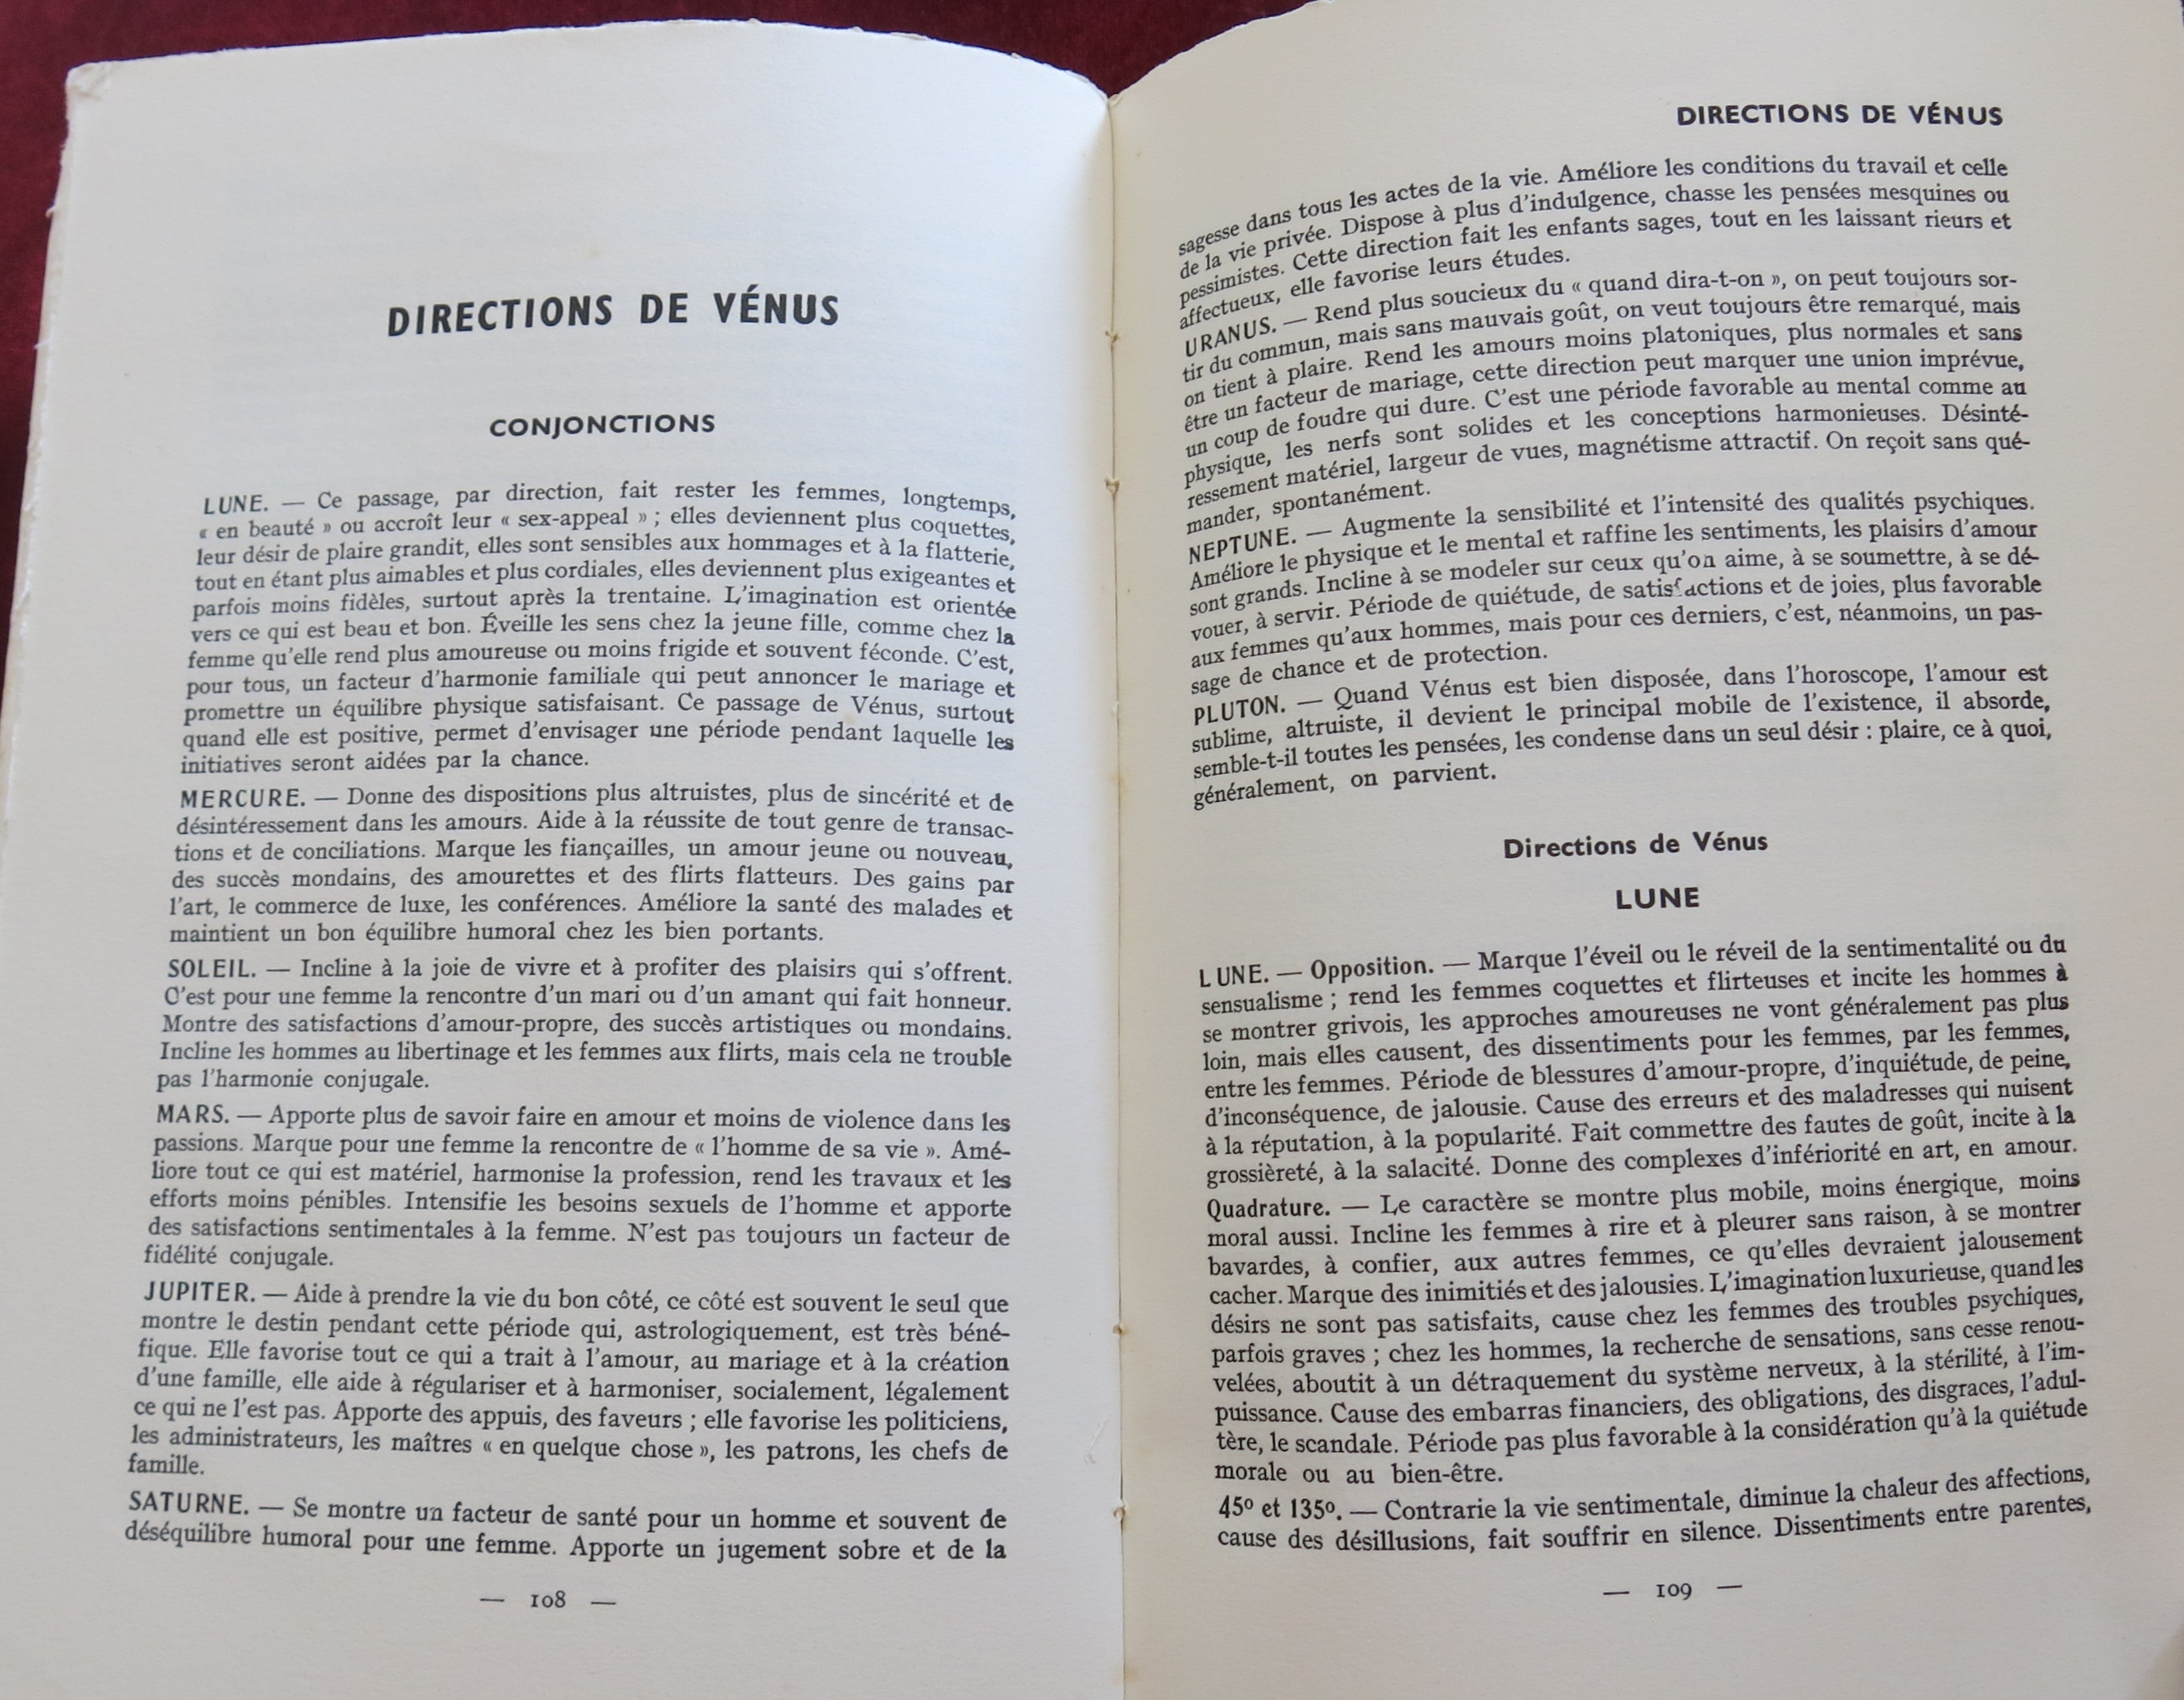 DIRECTIONS DE VÉNUS
CONJONCTIONS
LUNE. — Ce passage, par direction, fait rester les femmes, longtemps,
« en beauté » ou accroît leur « sex-appeal » ; elles deviennent plus coquettes,
leur désir de plaire grandit, elles sont sensibles aux hommages et à la flatterie,
tout en étant plus aimables et plus cordiales, elles deviennent plus exigeantes et
parfois moins fidèles, surtout après la trentaine. L'imagination est orientée
vers ce qui est beau et bon. Éveille les sens chez la jeune fille, comme chez la
femme qu'elle rend plus amoureuse ou moins frigide et souvent féconde. C'est,
pour tous, un facteur d'harmonie familiale qui peut annoncer le mariage et
promettre un équilibre physique satisfaisant. Ce passage de Vénus, surtout
quand elle est positive, permet d'envisager une période pendant laquelle les
initiatives seront aidées par la chance.
MERCURE. — Donne des dispositions plus altruistes, plus de sincérité et de
désintéressement dans les amours. Aide à la réussite de tout genre de transac-
tions et de conciliations. Marque les fiançailles, un amour jeune ou nouveau,
des succès mondains, des amourettes et des flirts flatteurs. Des gains par
l'art, le commerce de luxe, les conférences. Améliore la santé des malades et
maintient un bon équilibre humoral chez les bien portants.
SOLEIL. — Incline à la joie de vivre et à profiter des plaisirs qui s'offrent.
C'est pour une femme la rencontre d'un mari ou d'un amant qui fait honneur.
Montre des satisfactions d'amour-propre, des succès artistiques ou mondains.
Incline les hommes au libertinage et les femmes aux flirts, mais cela ne trouble
pas l'harmonie conjugale.
MARS. — Apporte plus de savoir faire en amour et moins de violence dans les
passions. Marque pour une femme la rencontre de « l'homme de sa vie ». Amé-
liore tout ce qui est matériel, harmonise la profession, rend les travaux et les
efforts moins pénibles. Intensifie les besoins sexuels de l'homme et apporte
des satisfactions sentimentales à la femme. N'est pas toujours un facteur de
fidélité conjugale.
JUPITER. — Aide à prendre la vie du bon côté, ce côté est souvent le seul que
montre le destin pendant cette période qui, astrologiquement, est très béné-
fique. Elle favorise tout ce qui a trait à l'amour, au mariage et à la création
d'une famille, elle aide à régulariser et à harmoniser, socialement, légalement
ce qui ne l'est pas. Apporte des appuis, des faveurs ; elle favorise les politiciens,
les administrateurs, les maîtres « en quelque chose », les patrons, les chefs de
famille.
SATURNE. — Se montre un facteur de santé pour un homme et souvent de
déséquilibre humoral pour une femme. Apporte un jugement sobre et de la
— 108 —
DIRECTIONS DE VÉNUS
sagesse dans tous les actes de la vie. Améliore les conditions du travail et celle
de la vie privée. Dispose à plus d'indulgence, chasse les pensées mesquines ou
pessimistes. Cette direction fait les enfants sages, tout en les laissant rieurs et
affectueux, elle favorise leurs études.
URANUS. — Rend plus soucieux du « quand dira-t-on », on peut toujours sor-
tir du commun, mais sans mauvais goût, on veut toujours être remarqué, mais
on tient à plaire. Rend les amours moins platoniques, plus normales et sans
être un facteur de mariage, cette direction peut marquer une union imprévue,
un coup de foudre qui dure. C'est une période favorable au mental comme au
physique, les nerfs sont solides et les conceptions harmonieuses. Désinté-
ressement matériel, largeur de vues, magnétisme attractif. On reçoit sans qué-
mander, spontanément.
NEPTUNE. — Augmente la sensibilité et l'intensité des qualités psychiques.
Améliore le physique et le mental et raffine les sentiments, les plaisirs d'amour
sont grands. Incline à se modeler sur ceux qu'on aime, à se soumettre, à se dé-
vouer, à servir. Période de quiétude, de satisfactions et de joies, plus favorable
aux femmes qu'aux hommes, mais pour ces derniers, c'est, néanmoins, un pas-
sage de chance et de protection.
PLUTON. — Quand Vénus est bien disposée, dans l'horoscope, l'amour est
sublime, altruiste, il devient le principal mobile de l'existence, il absorde,
semble-t-il toutes les pensées, les condense dans un seul désir : plaire, ce à quoi,
généralement, on parvient.
Directions de Vénus
LUNE
LUNE. — Opposition. — Marque l'éveil ou le réveil de la sentimentalité ou du
sensualisme ; rend les femmes coquettes et flirteuses et incite les hommes à
se montrer grivois, les approches amoureuses ne vont généralement pas plus
loin, mais elles causent, des dissentiments pour les femmes, par les femmes,
entre les femmes. Période de blessures d'amour-propre, d'inquiétude, de peine,
d'inconséquence, de jalousie. Cause des erreurs et des maladresses qui nuisent
à la réputation, à la popularité. Fait commettre des fautes de goût, incite à la
grossièreté, à la salacité. Donne des complexes d'infériorité en art, en amour.
Quadrature. — Le caractère se montre plus mobile, moins énergique, moins
moral aussi. Incline les femmes à rire et à pleurer sans raison, à se montrer
bavardes, à confier, aux autres femmes, ce qu'elles devraient jalousement
cacher. Marque des inimitiés et des jalousies. L'imagination luxurieuse, quand les
désirs ne sont pas satisfaits, cause chez les femmes des troubles psychiques,
parfois graves ; chez les hommes, la recherche de sensations, sans cesse renou-
velées, aboutit à un détraquement du système nerveux, à la stérilité, à l'im-
puissance. Cause des embarras financiers, des obligations, des disgraces, l'adul-
tère, le scandale. Période pas plus favorable à la considération qu'à la quiétude
morale ou au bien-être.
45º et 135º. — Contrarie la vie sentimentale, diminue la chaleur des affections,
cause des désillusions, fait souffrir en silence. Dissentiments entre parentes,
— 109 —